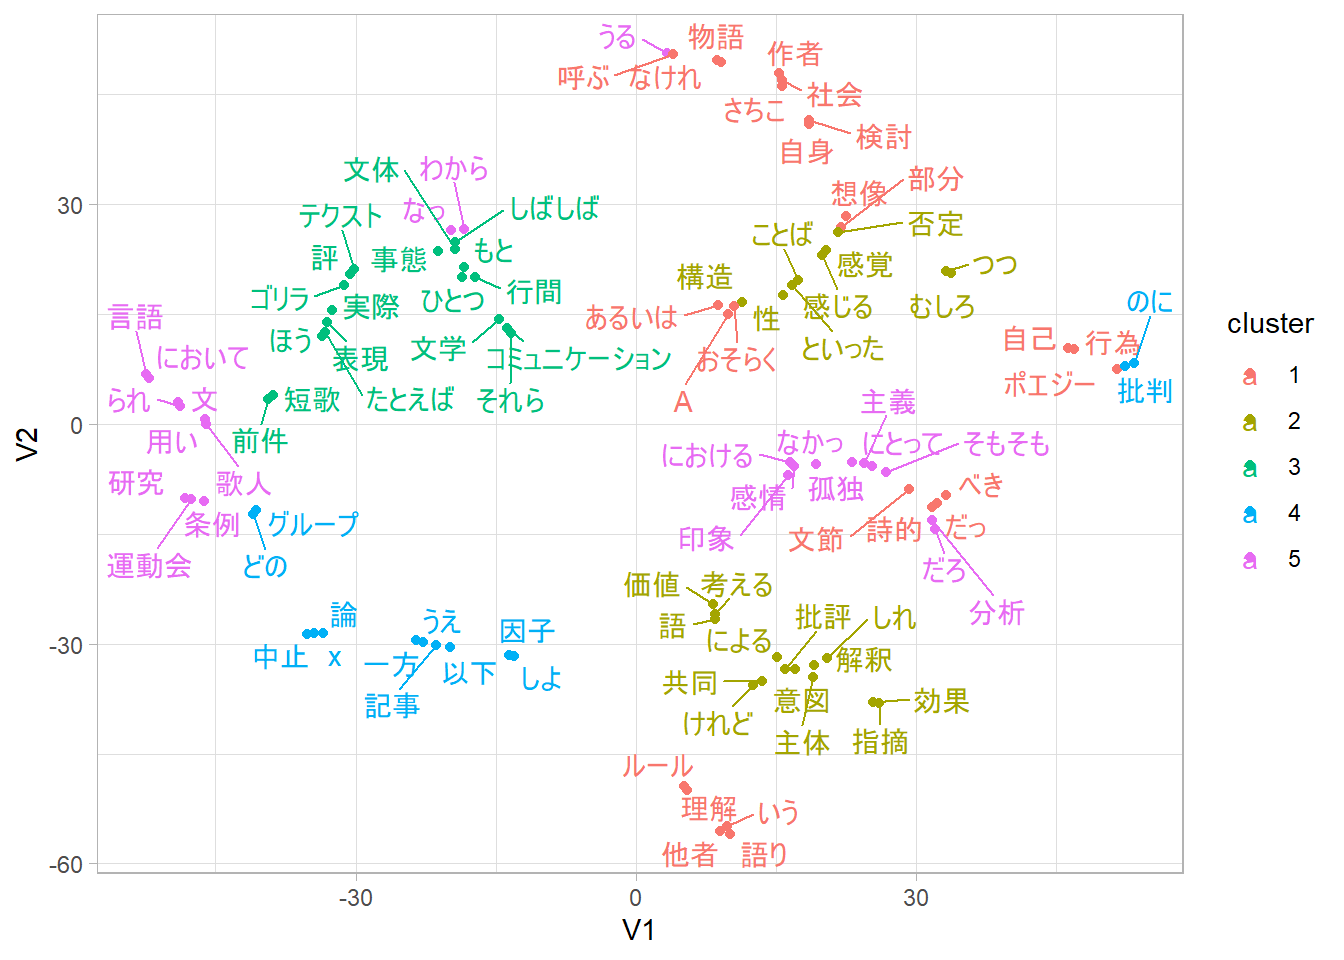 うる 物語
作者
呼ぶ なけれ
社会
さちこ
検討
自身
文体 わから
部分
想像
しばしば
なっ
テクスト
否定
ことば
もと
評 事態
感覚 つつ
構造
行間
ゴリラ ひとつ
のに
実際
感じる むしろ
言語
あるいは 性
ほう
自己 行為
文学
といった
において 表現
コミュニケーション おそらく
ポエジー
批判
られ 文 短歌 たとえば それら A 主義
用い 前件
なかっ にとって そもそも
における
研究 歌人
感情 孤独 べき
条例 グループ
印象 文節 詩的 だっ
運動会 どの
だろ
価値 考える
分析
論 うえ 因子
語 批評 しれ
による
中止 x 一方 以下 しよ
解釈
共同
記事
意図 効果
けれど
主体 指摘
ルール
理解 いう
他者 語り
30
0
-30
-60
-30 0 30
V1
V2
cluster
a 1
a 2
a 3
a 4
a 5